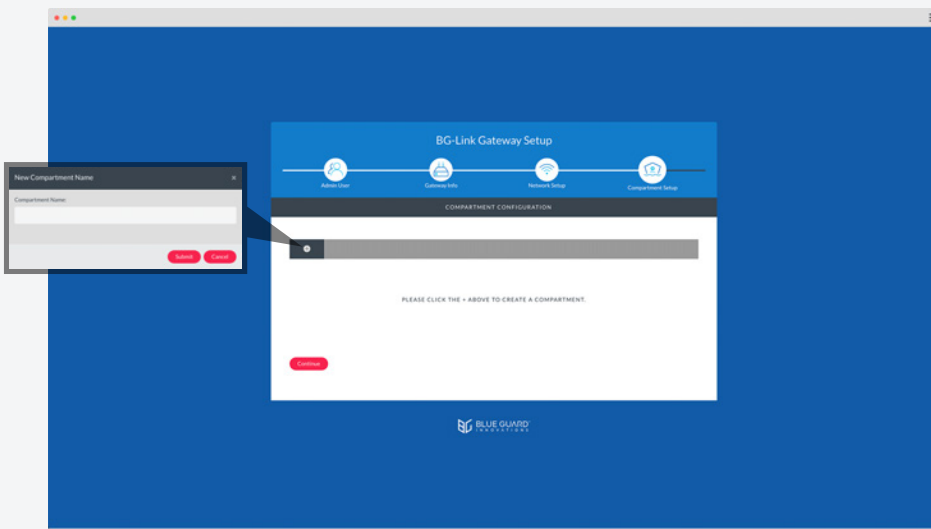 BG-Link Gateway Setup
Admin User
Gateway Info
Network Setup
Compartment Setup
COMPARTMENT CONFIGURATION
New Compartment Name
×
Compartment Name
Submit
Cancel
+
PLEASE CLICK THE + ABOVE TO CREATE A COMPARTMENT.
Continue
BG BLUE GUARD
INNOVATIONS